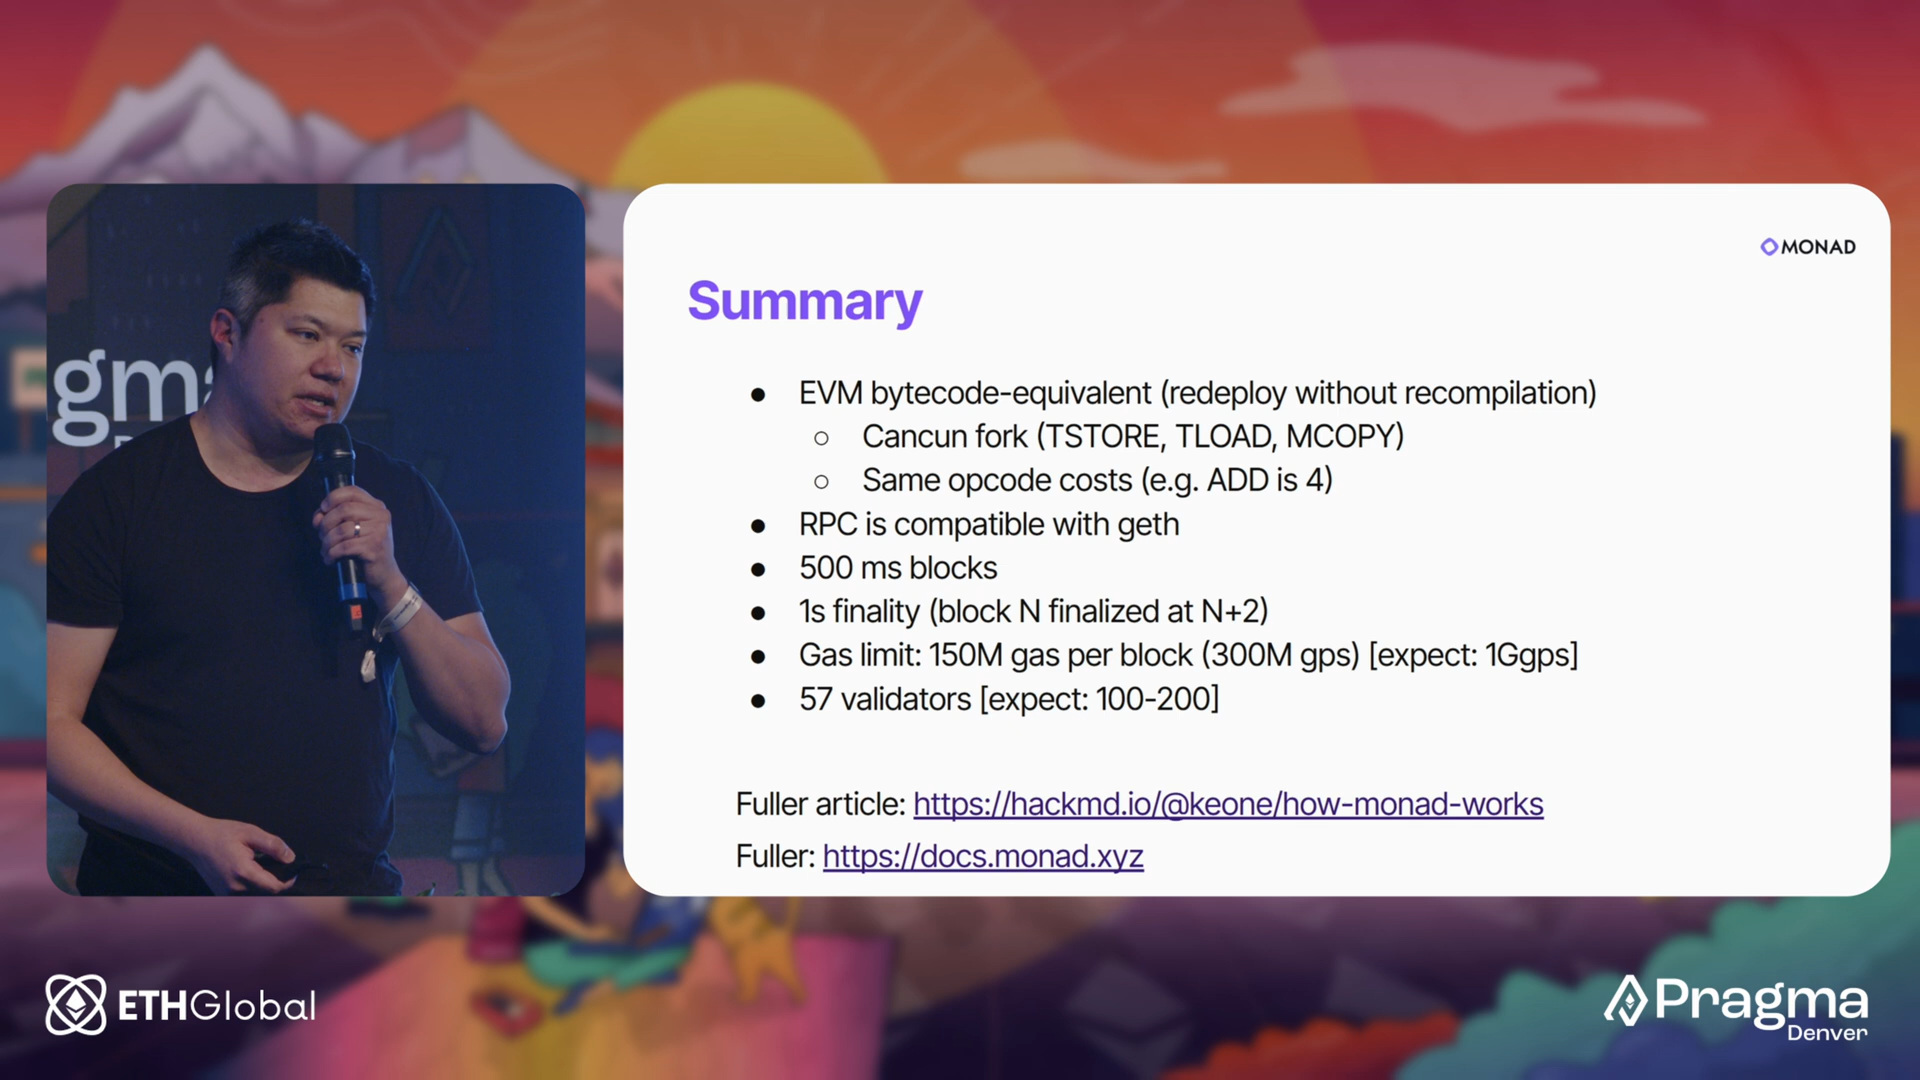 gma
MONAD
Summary
● EVM bytecode-equivalent (redeploy without recompilation)
○ Cancun fork (TSTORE, TLOAD, MCOPY)
○ Same opcode costs (e.g. ADD is 4)
● RPC is compatible with geth
● 500 ms blocks
● 1s finality (block N finalized at N+2)
● Gas limit: 150M gas per block (300M gps) [expect: 1Ggps]
● 57 validators [expect: 100-200]
Fuller article: https://hackmd.io/@keone/how-monad-works
Fuller: https://docs.monad.xyz
ETHGlobal
Pragma
Denver